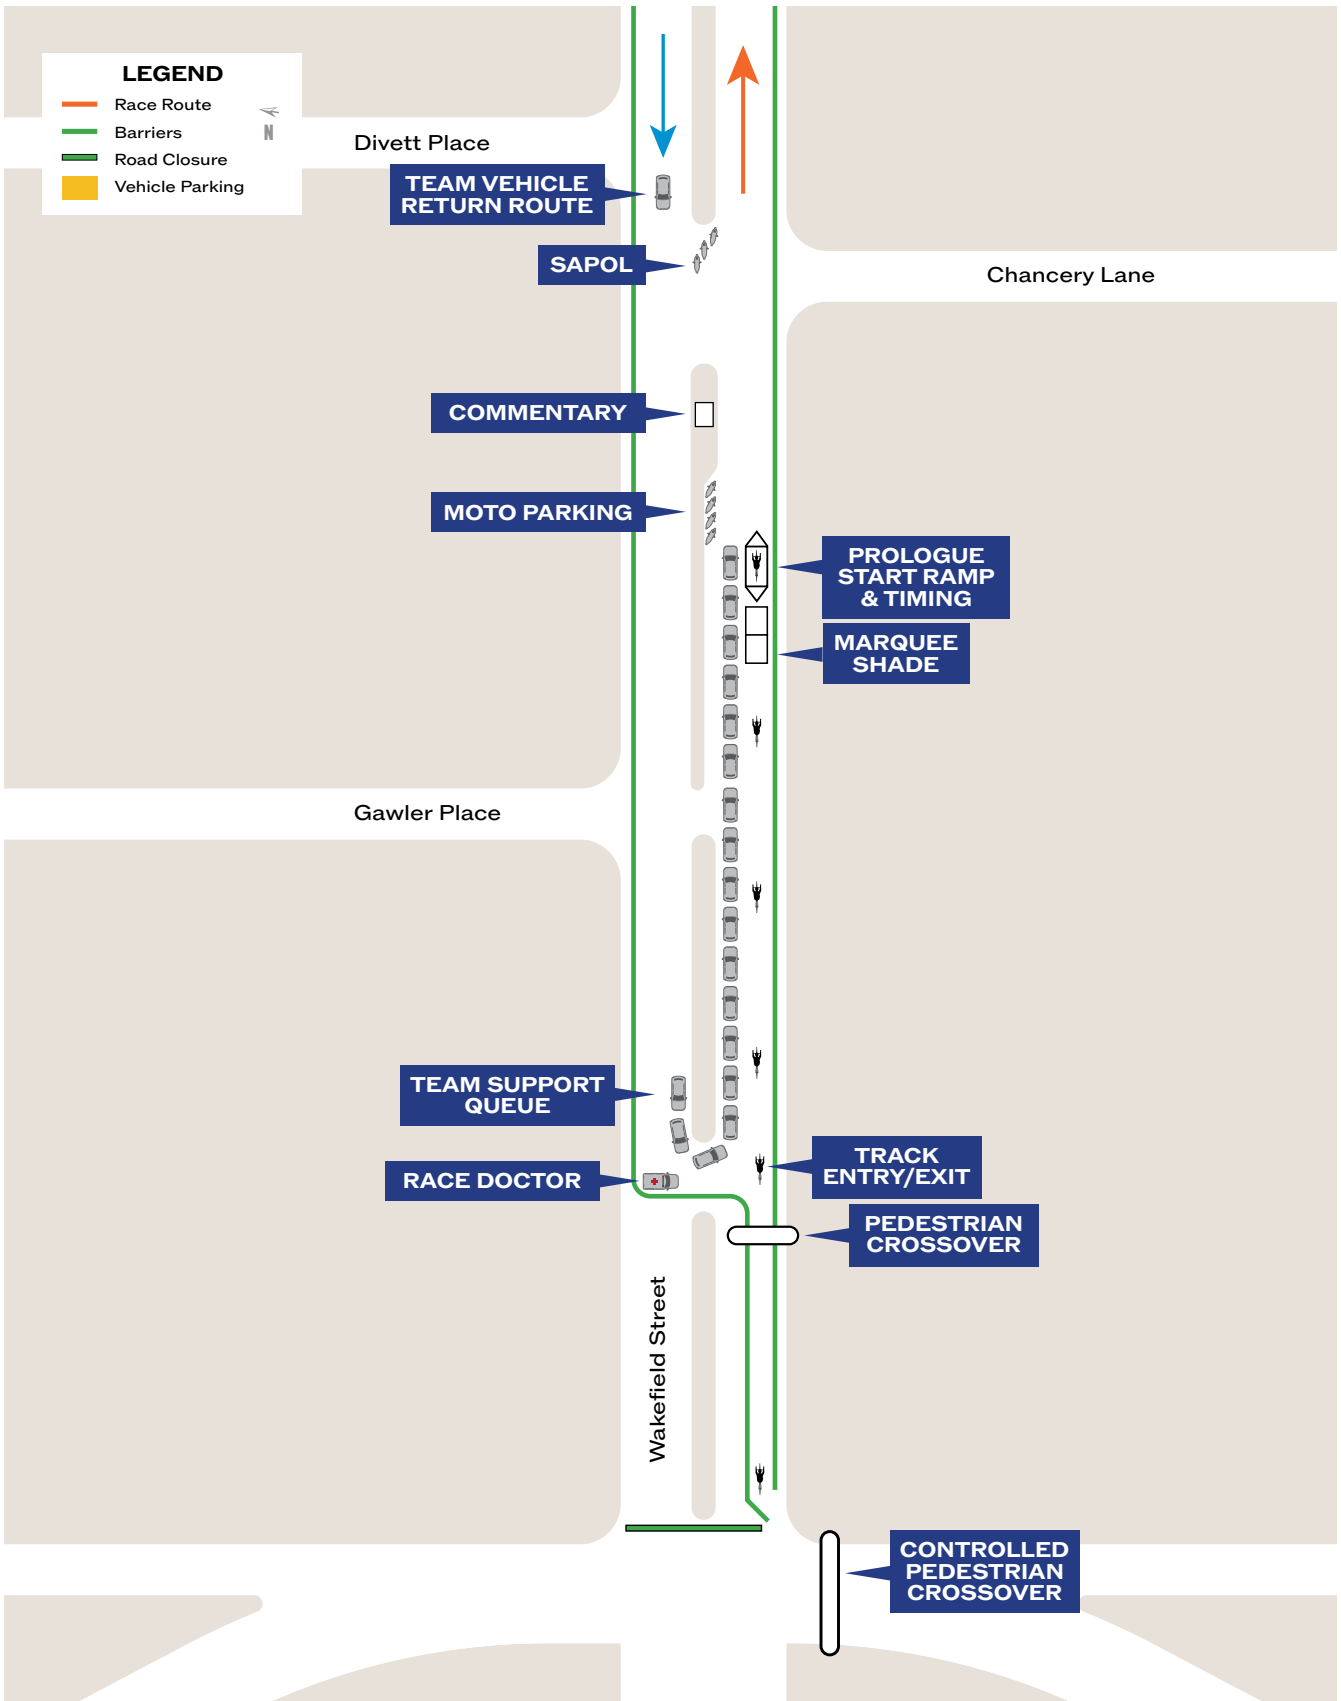 LEGEND
Race Route
Barriers
Road Closure
Vehicle Parking
N
Divett Place
TEAM VEHICLE
RETURN ROUTE
SAPOL
Chancery Lane
COMMENTARY
MOTO PARKING
PROLOGUE
START RAMP
& TIMING
MARQUEE
SHADE
Gawler Place
TEAM SUPPORT
QUEUE
RACE DOCTOR
TRACK
ENTRY/EXIT
PEDESTRIAN
CROSSOVER
Wakefield Street
CONTROLLED
PEDESTRIAN
CROSSOVER